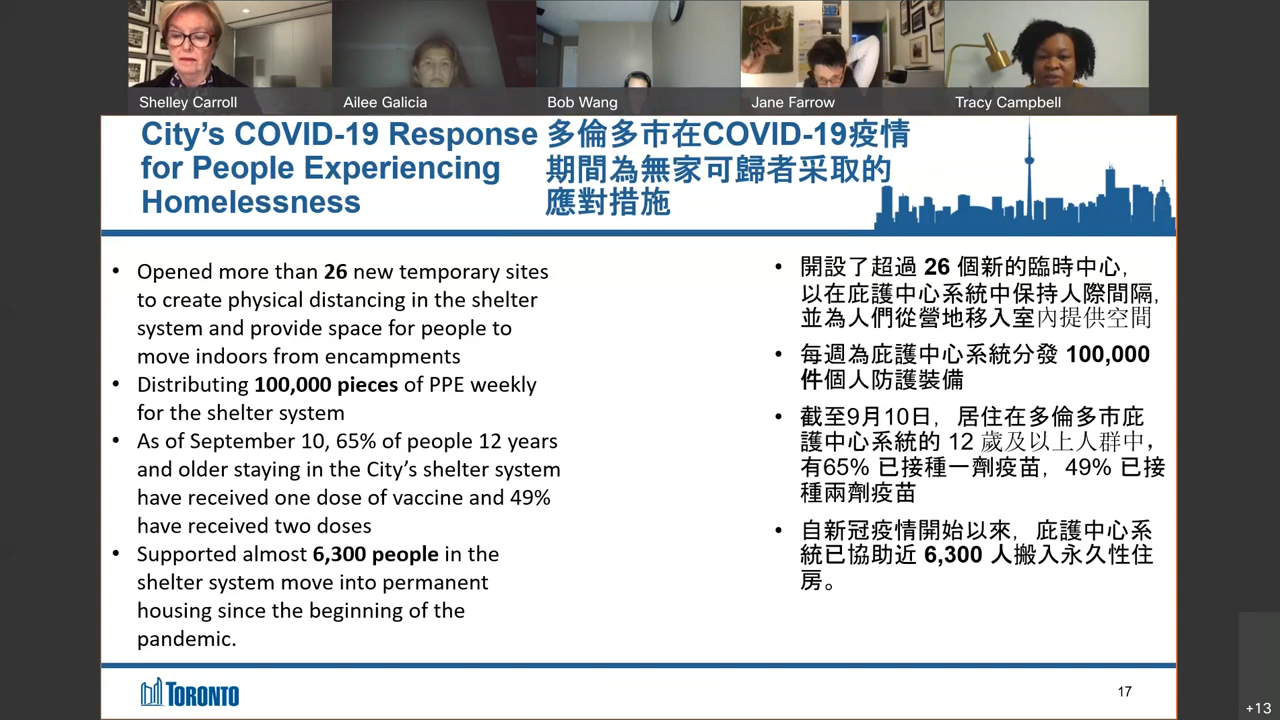 Shelley Carroll
Ailee Galicia
Bob Wang
Jane Farrow
Tracy Campbell
City's COVID-19 Response
for People Experiencing
Homelessness
多倫多市在COVID-19疫情
期間為無家可歸者采取的
應對措施
• Opened more than 26 new temporary sites
to create physical distancing in the shelter
system and provide space for people to
move indoors from encampments
• Distributing 100,000 pieces of PPE weekly
for the shelter system
• As of September 10, 65% of people 12 years
and older staying in the City's shelter system
have received one dose of vaccine and 49%
have received two doses
• Supported almost 6,300 people in the
shelter system move into permanent
housing since the beginning of the
pandemic.
• 開設了超過 26 個新的臨時中心，
以在庇護中心系統中保持人際間隔，
並為人們從營地移入室內提供空間
• 每週為庇護中心系統分發 100,000
件個人防護裝備
• 截至9月10日，居住在多倫多市庇
護中心系統的 12 歲及以上人群中，
有65% 已接種一劑疫苗，49% 已接
種兩劑疫苗
• 自新冠疫情開始以來，庇護中心系
統已協助近 6,300 人搬入永久性住
房。
TORONTO
17
+13